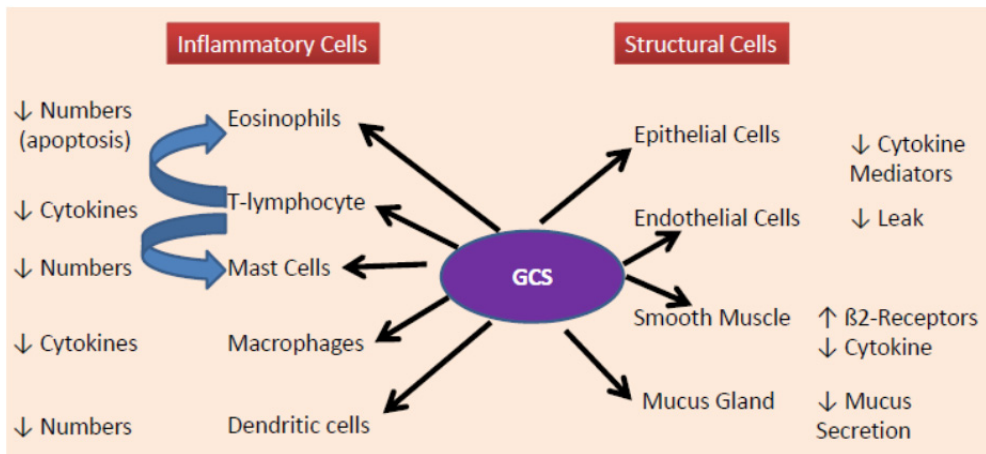 Inflammatory Cells
Structural Cells
↓ Numbers
(apoptosis)
Eosinophils
↓ Cytokines
T-lymphocyte
↓ Numbers
Mast Cells
↓ Cytokines
Macrophages
↓ Numbers
Dendritic cells
GCS
Epithelial Cells
↓ Cytokine
Mediators
Endothelial Cells
↓ Leak
Smooth Muscle
↑ ß2-Receptors
↓ Cytokine
Mucus Gland
↓ Mucus
Secretion